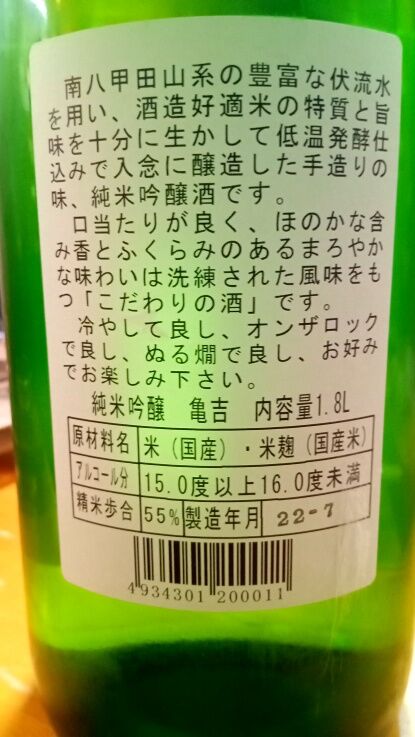 南八甲田山系の豊富な伏流水
を用い、酒造好適米の特質と旨
味を十分に生かして低温発酵仕
込みで入念に醸造した手造りの
味、純米吟醸酒です。
口当たりが良く、ほのかな含
み香とふくらみのあるまろやか
な味わいは洗練された風味をも
つ「こだわりの酒」です。
冷やして良し、オンザロック
で良し、ぬる燗で良し、お好み
でお楽しみ下さい。
純米吟醸 亀吉 内容量1.8L
原材料名 米（国産）・米麹（国産米）
アルコール分 15.0度以上16.0度未満
精米歩合 55% 製造年月 22-7
4934301200011